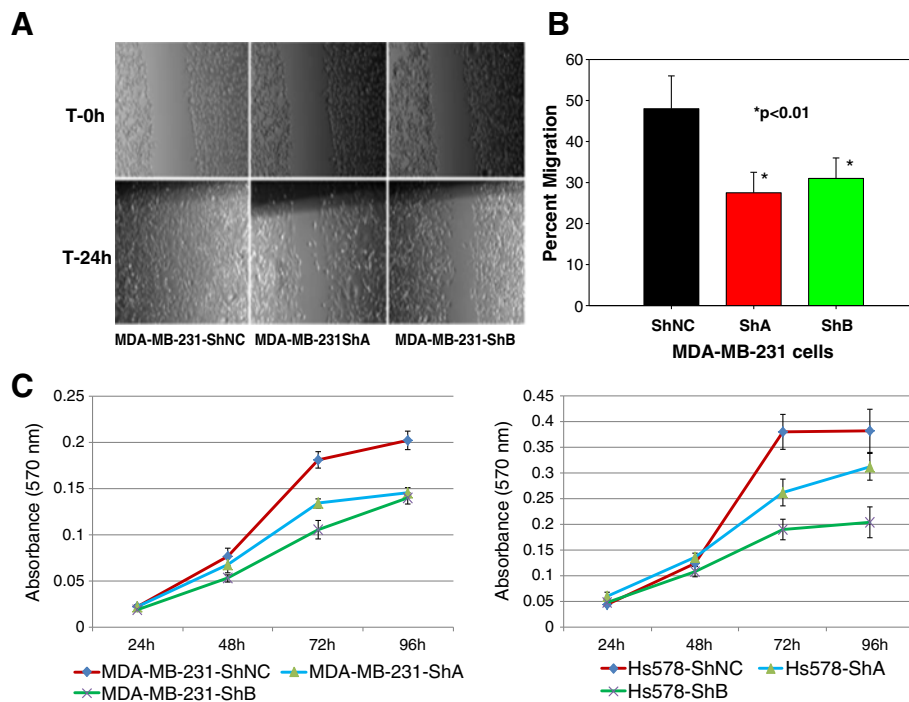 A
T-0h
T-24h
MDA-MB-231-ShNC MDA-MB-231ShA MDA-MB-231-ShB
B
Percent Migration
60
50
40
30
20
10
0
*p<0.01
*
*
ShNC ShA ShB
MDA-MB-231 cells
C
Absorbance (570 nm)
0.25
0.2
0.15
0.1
0.05
0
24h 48h 72h 96h
MDA-MB-231-ShNC MDA-MB-231-ShA
MDA-MB-231-ShB
Absorbance (570 nm)
0.45
0.4
0.35
0.3
0.25
0.2
0.15
0.1
0.05
0
24h 48h 72h 96h
Hs578-ShNC Hs578-ShA
Hs578-ShB